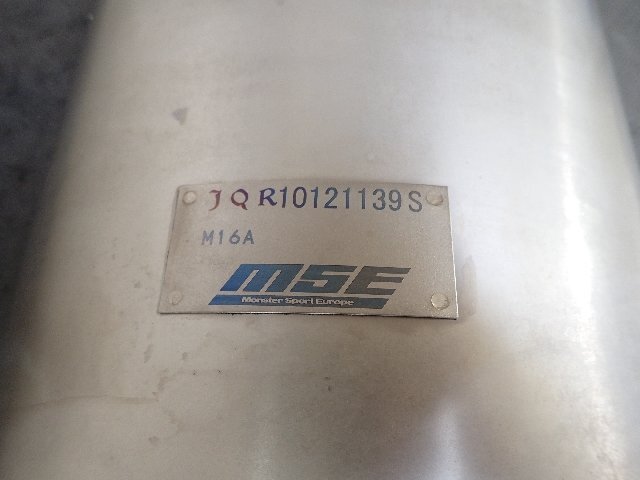 JQR10121139S
M16A
MSE
Monster Sport Europe